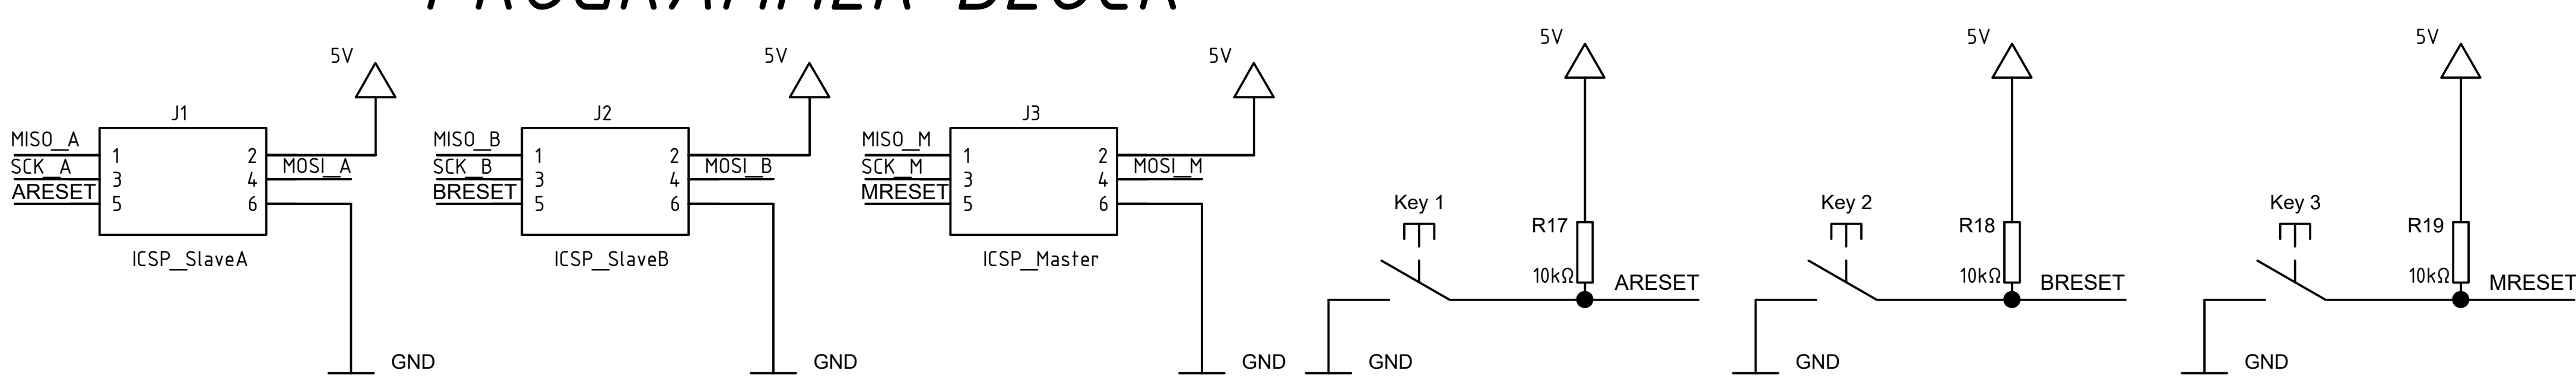 PROGRAMMER BLOCK
5V
J1
MISO_A
SCK_A
ARESET
1
3
5
2
4
6
MOSI_A
ICSP_SlaveA
GND
5V
J2
MISO_B
SCK_B
BRESET
1
3
5
2
4
6
MOSI_B
ICSP_SlaveB
GND
5V
J3
MISO_M
SCK_M
MRESET
1
3
5
2
4
6
MOSI_M
ICSP_Master
GND
5V
Key 1
R17
10kΩ
ARESET
GND
5V
Key 2
R18
10kΩ
BRESET
GND
5V
Key 3
R19
10kΩ
MRESET
GND